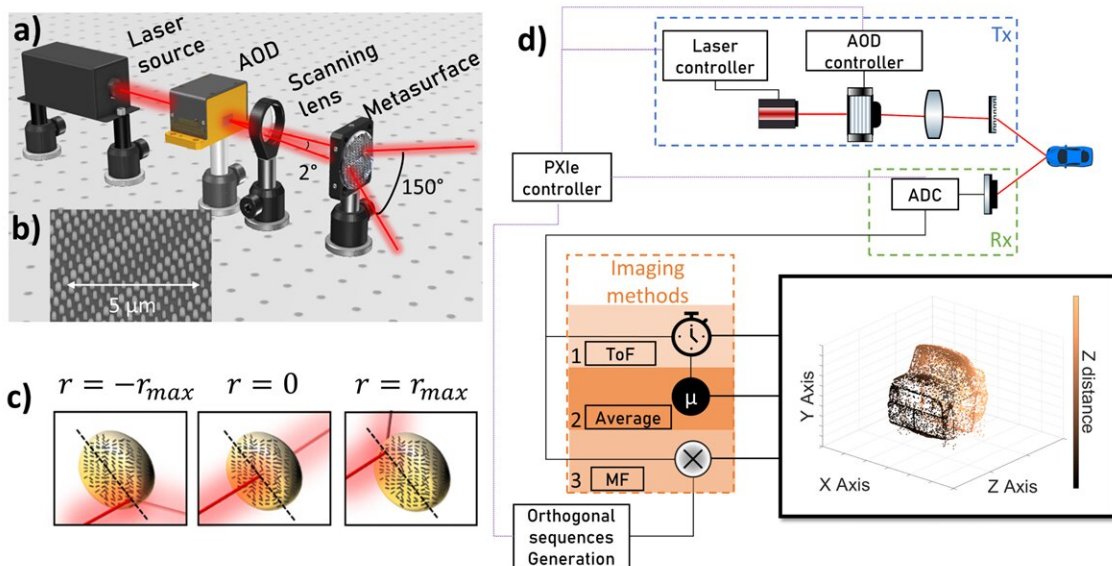 a)
Laser
source
AOD
Scanning
lens
Metasurface
2°
150°
b)
5 µm
c)
r = −r_max
r = 0
r = r_max
d)
Tx
Laser
controller
AOD
controller
PXIe
controller
ADC
Rx
Imaging
methods
1 ToF
µ
2 Average
3 MF
Orthogonal
sequences
Generation
Y Axis
X Axis
Z Axis
Z distance